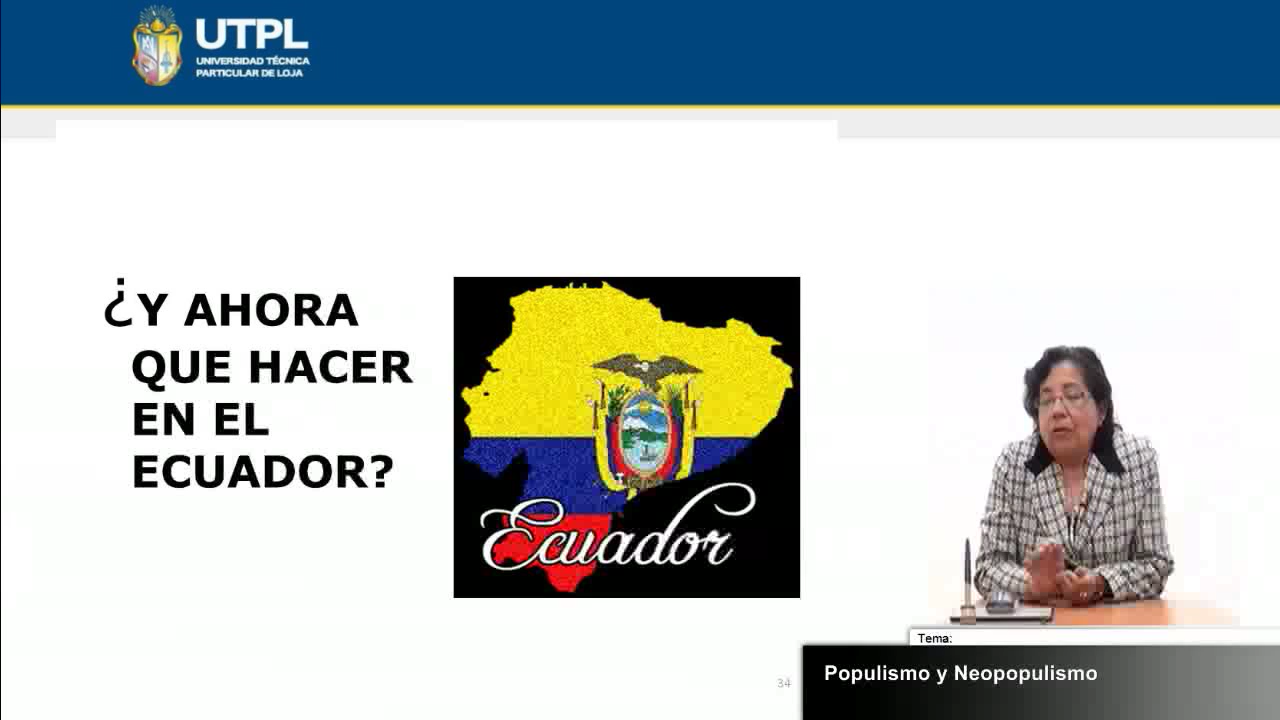 UTPL
UNIVERSIDAD TÉCNICA
PARTICULAR DE LOJA
¿Y AHORA
QUE HACER
EN EL
ECUADOR?
Ecuador
34
Tema:
Populismo y Neopopulismo